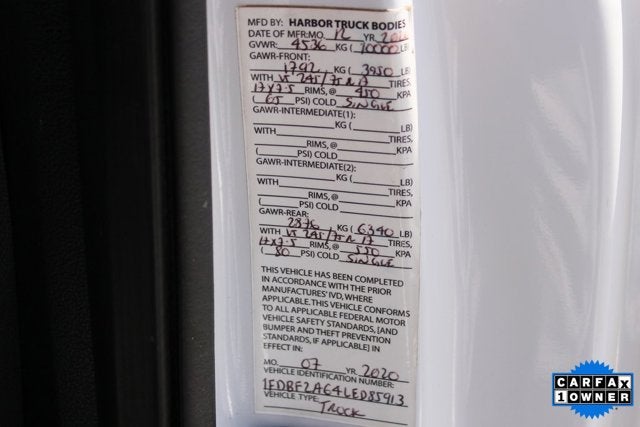 MFD BY: HARBOR TRUCK BODIES
DATE OF MFR: MO. 12 YR.
GVWR: 4536 KG ( 10000 LB
GAWR-FRONT:
1792 KG ( 3950 LB
WITH 245/75R17 TIRES,
17X7.5 RIMS, @ 450 KPA
( 65 PSI) COLD SINGLE
GAWR-INTERMEDIATE(1):
KG ( LB)
WITH TIRES,
RIMS, @ KPA
( PSI) COLD
GAWR-INTERMEDIATE(2):
KG ( LB)
WITH TIRES,
RIMS, @ KPA
( PSI) COLD
GAWR-REAR:
2876 KG ( 6340 LB)
WITH 245/75R17 TIRES,
17X7.5 RIMS, @ 550 KPA
( 80 PSI) COLD SINGLE
THIS VEHICLE HAS BEEN COMPLETED
IN ACCORDANCE WITH THE PRIOR
MANUFACTURES' IVD, WHERE
APPLICABLE. THIS VEHICLE CONFORMS
TO ALL APPLICABLE FEDERAL MOTOR
VEHICLE SAFETY STANDARDS, [AND
BUMPER AND THEFT PREVENTION
STANDARDS, IF APPLICABLE] IN
EFFECT IN:
MO. 07 YR. 2020
VEHICLE IDENTIFICATION NUMBER:
1FDBF2A64LED85913
VEHICLE TYPE: TRUCK
CARFAX
1 OWNER